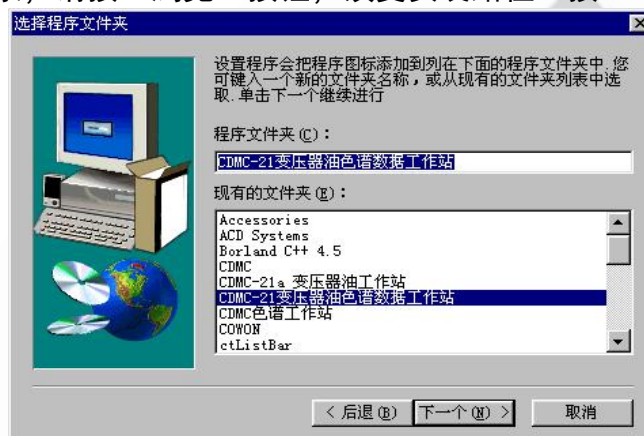 选择程序文件夹
设置程序会把程序图标添加到列在下面的程序文件夹中.您
可键入一个新的文件夹名称，或从现有的文件夹列表中选
取.单击下一个继续进行
程序文件夹(C)：
CDMC-21变压器油色谱数据工作站
现有的文件夹(E)：
Accessories
ACD Systems
Borland C++ 4.5
CDMC
CDMC-21a 变压器油工作站
CDMC-21变压器油色谱数据工作站
CDMC色谱工作站
COWON
ctListBar
< 后退(B) 下一个(N) > 取消